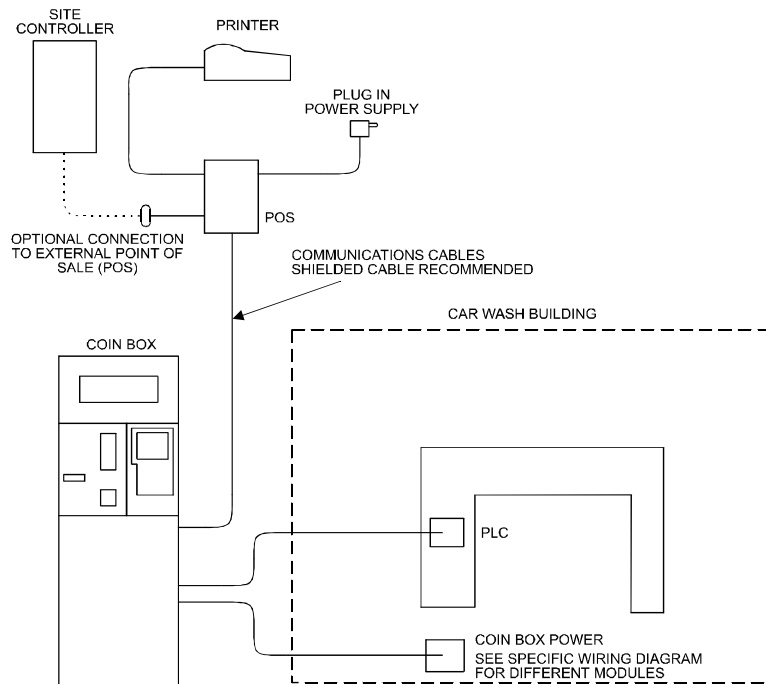 SITE
CONTROLLER
PRINTER
PLUG IN
POWER SUPPLY
POS
OPTIONAL CONNECTION
TO EXTERNAL POINT OF
SALE (POS)
COMMUNICATIONS CABLES
SHIELDED CABLE RECOMMENDED
CAR WASH BUILDING
COIN BOX
PLC
COIN BOX POWER
SEE SPECIFIC WIRING DIAGRAM
FOR DIFFERENT MODULES